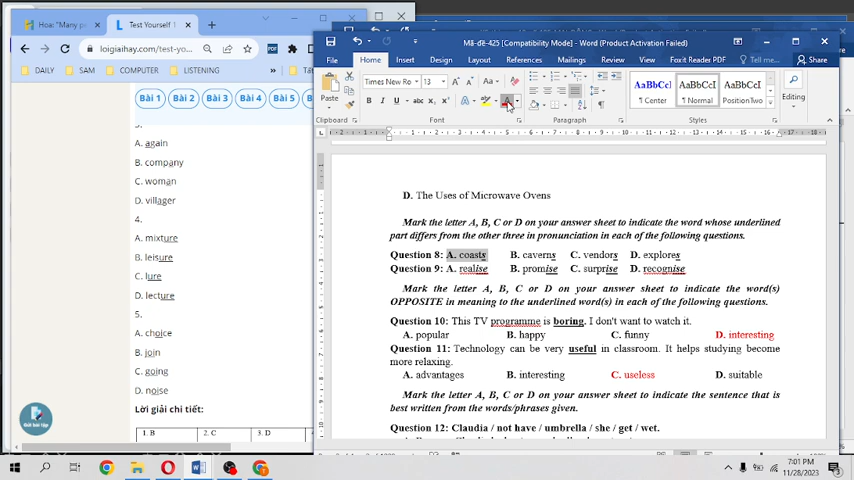 Hoa: "Many p
Test Yourself 1
loigiaihay.com/test-yo...
DAILY
SAM
COMPUTER
LISTENING
Tất
Bài 1
Bài 2
Bài 3
Bài 4
Bài 5
A. again
B. company
C. woman
D. villager
4.
A. mixture
B. leisure
C. lure
D. lecture
5.
A. choice
B. join
C. going
D. noise
Lời giải chi tiết:
1. B
2. C
3. D
Mã-đề-425 [Compatibility Mode] - Word (Product Activation Failed)
File
Home
Insert
Design
Layout
References
Mailings
Review
View
Foxit Reader PDF
Share
Paste
Times New Ro
13
Clipboard
Font
Paragraph
AaBbCc
¶ Center
AaBbCcI
¶ Normal
AaBbCcI
PositionTwo
Styles
Editing
D. The Uses of Microwave Ovens
Mark the letter A, B, C or D on your answer sheet to indicate the word whose underlined
part differs from the other three in pronunciation in each of the following questions.
Question 8: A. coasts B. caverns C. vendors D. explores
Question 9: A. realise B. promise C. surprise D. recognise
Mark the letter A, B, C or D on your answer sheet to indicate the word(s)
OPPOSITE in meaning to the underlined word(s) in each of the following questions.
Question 10: This TV programme is boring. I don't want to watch it.
A. popular B. happy C. funny D. interesting
Question 11: Technology can be very useful in classroom. It helps studying become
more relaxing.
A. advantages B. interesting C. useless D. suitable
Mark the letter A, B, C or D on your answer sheet to indicate the sentence that is
best written from the words/phrases given.
Question 12: Claudia / not have / umbrella / she / get / wet.
7:01 PM
11/28/2023